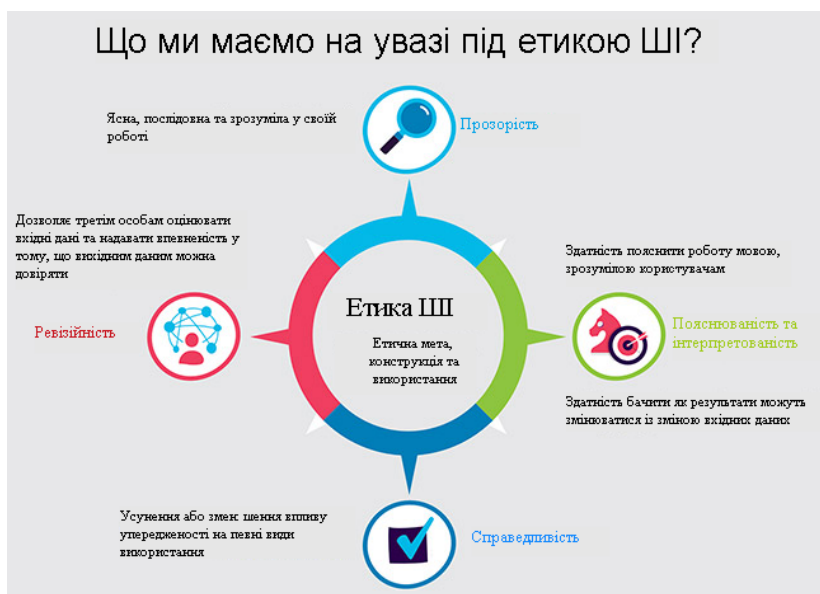 Що ми маємо на увазі під етикою ШІ?
Ясна, послідовна та зрозуміла у своїй
роботі
Прозорість
Дозволяє третім особам оцінювати
вхідні дані та надавати впевненість у
тому, що вихідним даним можна
довіряти
Ревізійність
Етика ШІ
Етична мета,
конструкція та
використання
Здатність пояснити роботу мовою,
зрозумілою користувачам
Пояснюваність та
інтерпретованість
Здатність бачити як результати можуть
змінюватися із зміною вхідних даних
Усунення або змен шення впливу
упередженості на певні види
використання
Справедливість